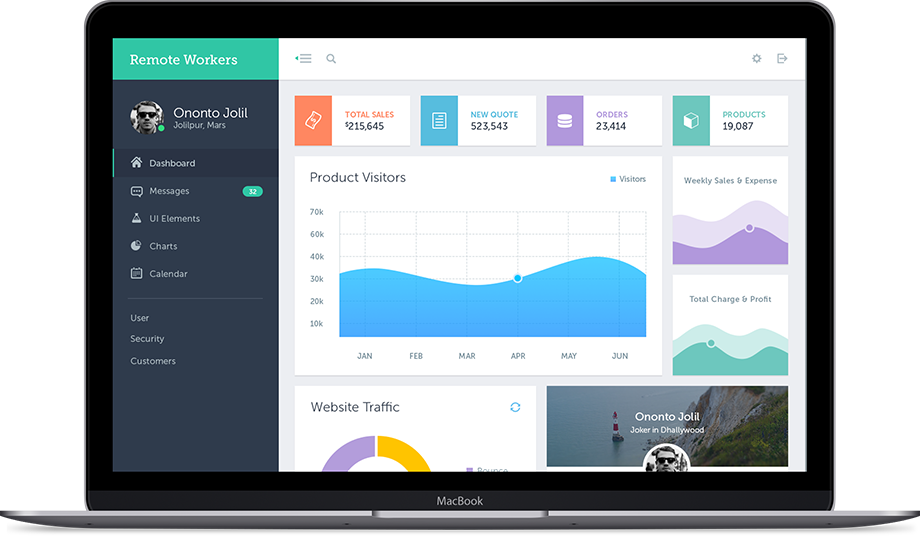 Remote Workers
Ononto Jolil
Jolilpur, Mars
Dashboard
Messages
32
UI Elements
Charts
Calendar
User
Security
Customers
TOTAL SALES
$215,645
NEW QUOTE
523,543
ORDERS
23,414
PRODUCTS
19,087
Product Visitors
Visitors
70k
60k
40k
30k
20k
10k
JAN
FEB
MAR
APR
MAY
JUN
Weekly Sales & Expense
Total Charge & Profit
Website Traffic
Bounce
Ononto Jolil
Joker in Dhallywood
MacBook